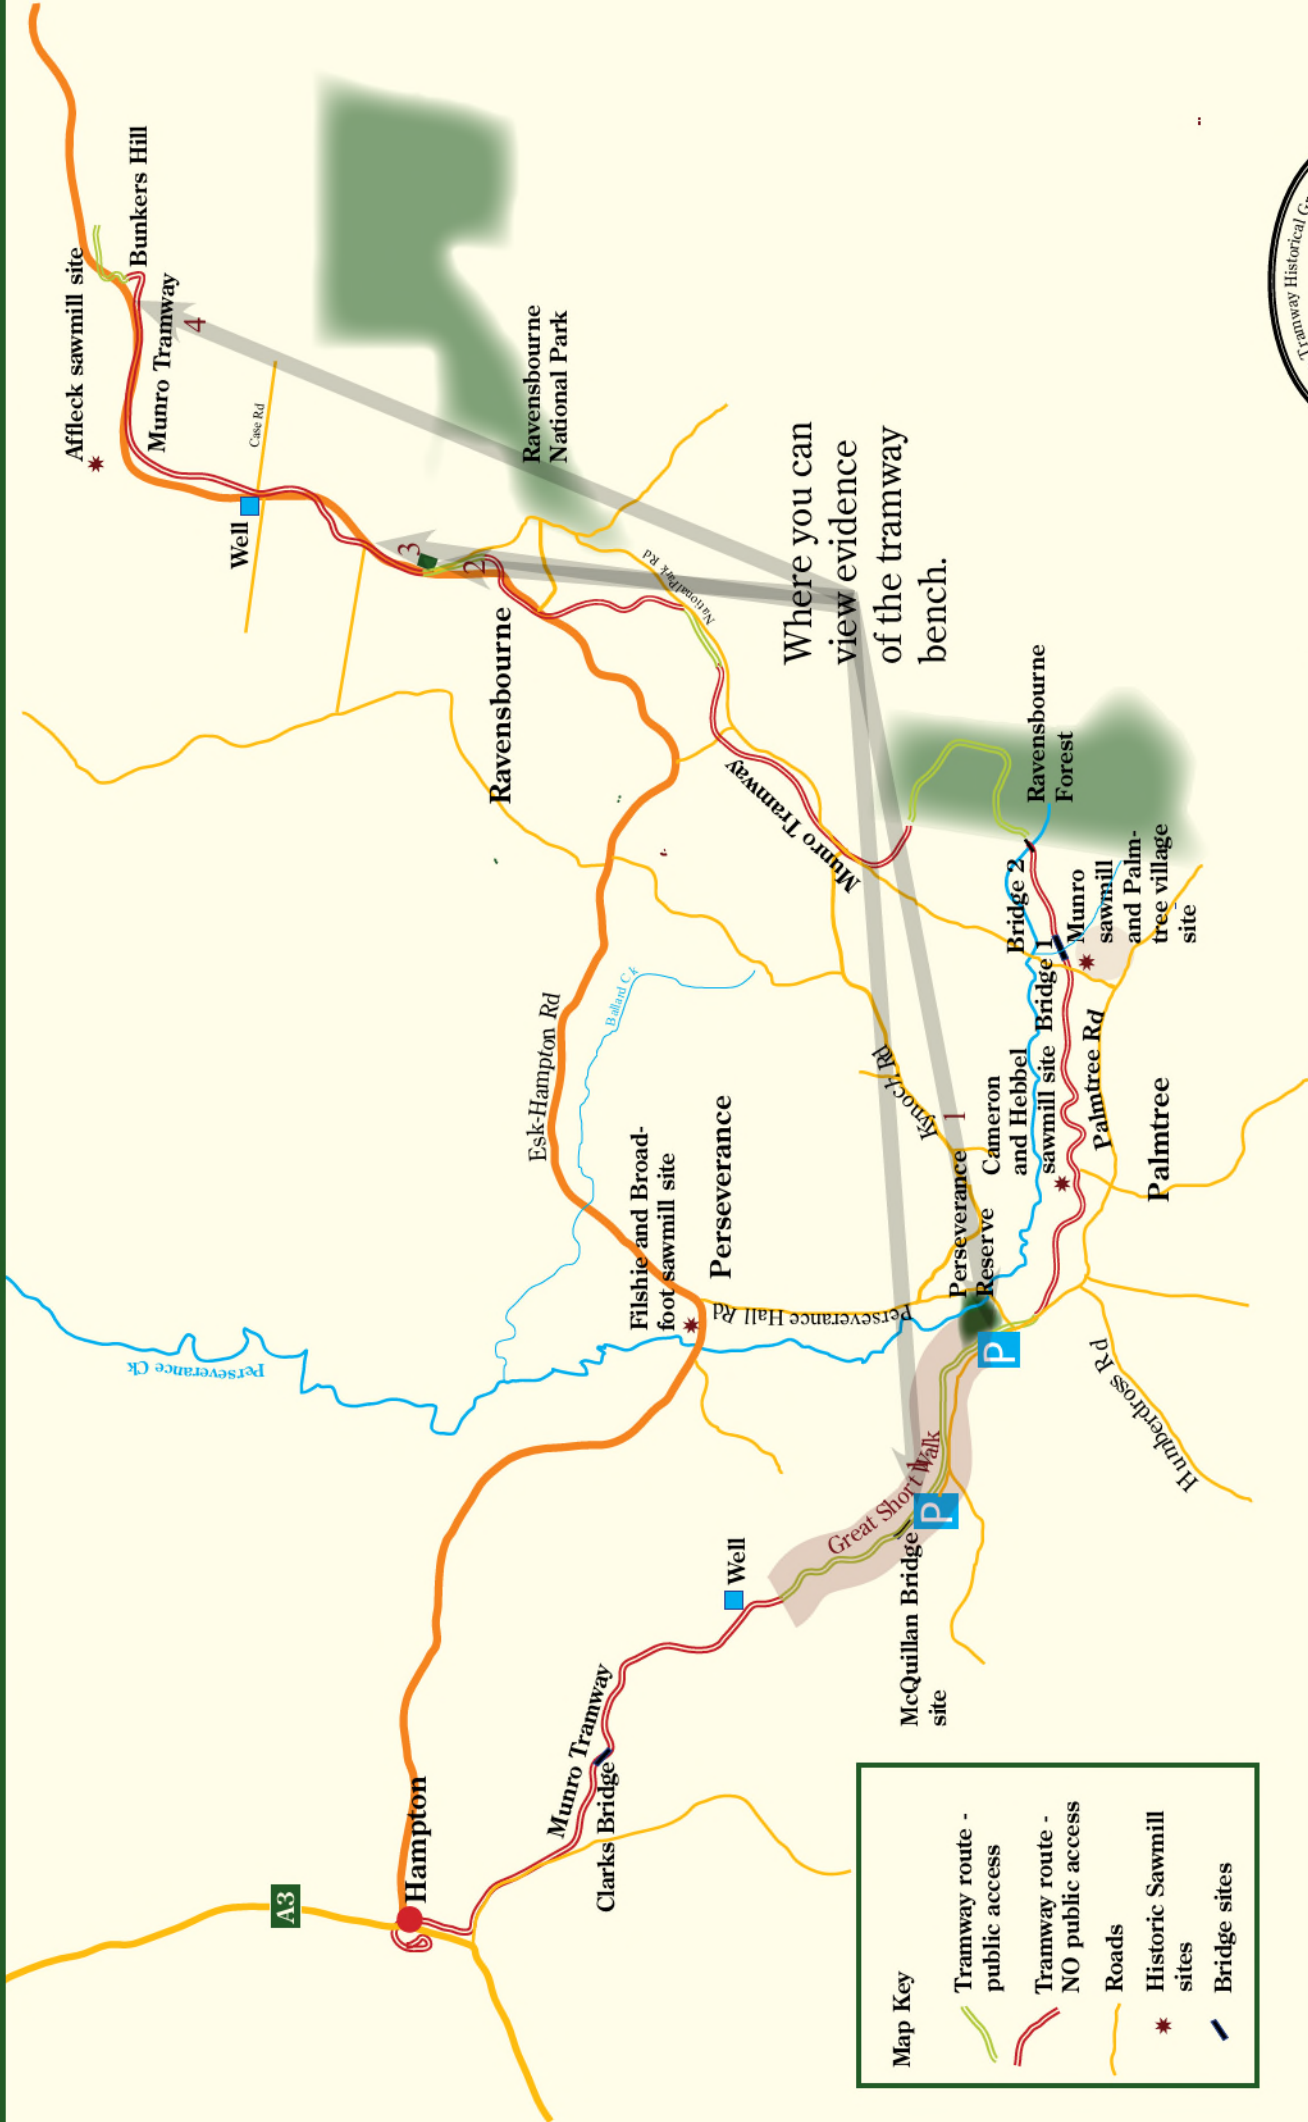 A3
Hampton
Munro Tramway
Clarks Bridge
Well
McQuillan Bridge
site
Great Short Walk
P
P
1
Perseverance Ck
Esk-Hampton Rd
Ballard Ck
Filshie and Broad-
foot sawmill site
Perseverance
Perseverance Hall Rd
Perseverance
Reserve
1
Kynoch Rd
Humberdross Rd
Cameron
and Hebbel
sawmill site
Palmtree Rd
Palmtree
Bridge 1
Bridge 2
Munro
sawmill
and Palm-
tree village
site
Ravensbourne
Forest
Munro Tramway
Ravensbourne
National Park Rd
Where you can
view evidence
of the tramway
bench.
2
3
4
Ravensbourne
National Park
Well
Case Rd
Munro Tramway
Affleck sawmill site
Bunkers Hill
Map Key
Tramway route -
public access
Tramway route -
NO public access
Roads
Historic Sawmill
sites
Bridge sites
Tramway Historical